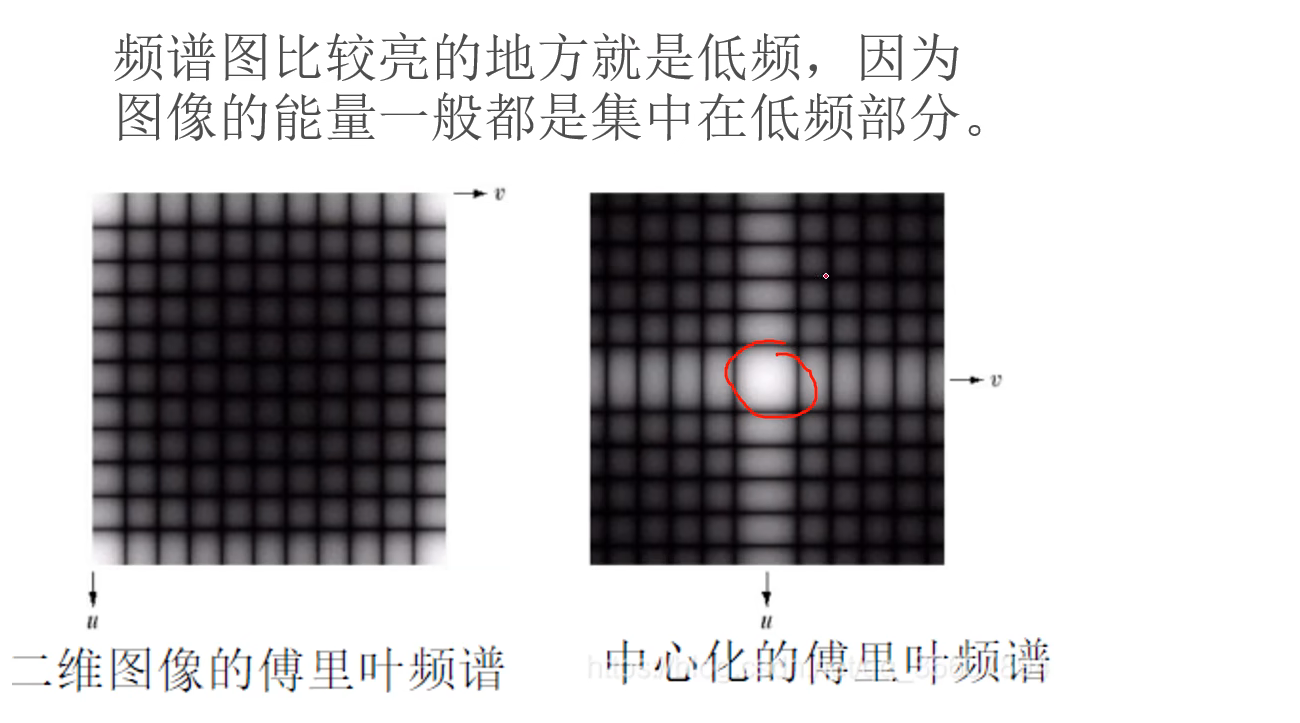 频谱图比较亮的地方就是低频，因为
图像的能量一般都是集中在低频部分。
v
v
u
u
二维图像的傅里叶频谱
中心化的傅里叶频谱